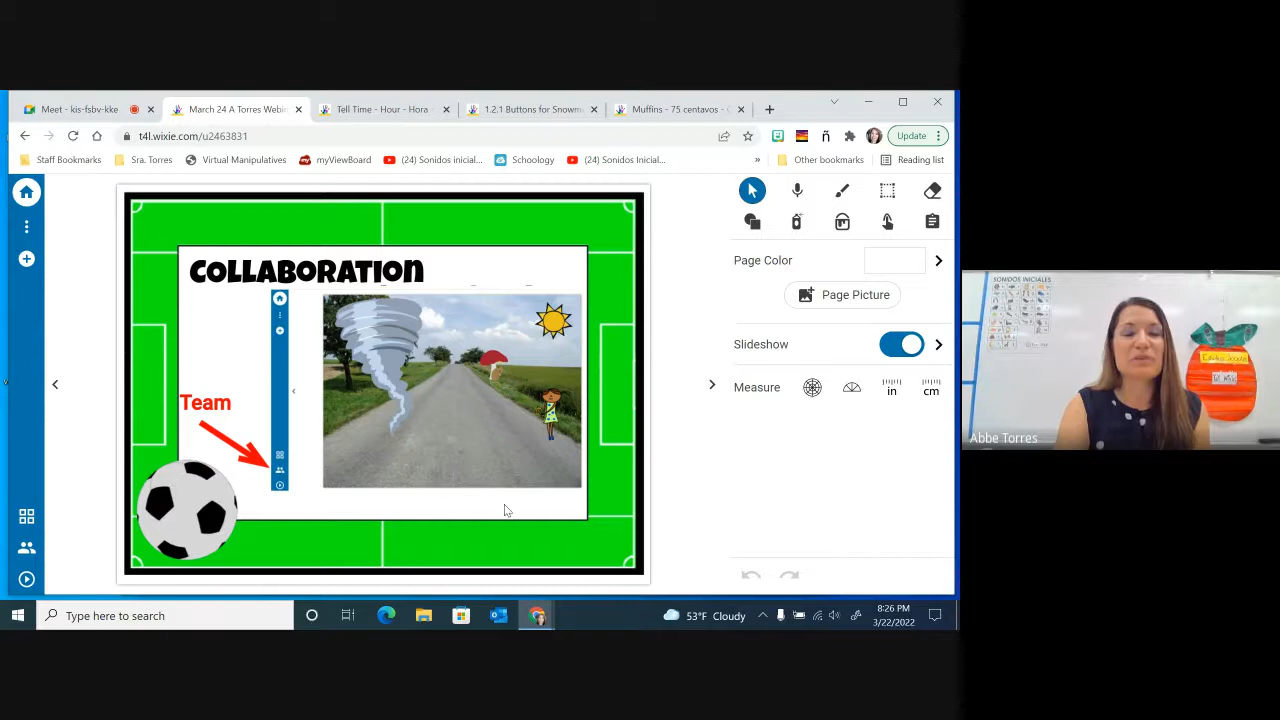 Meet - kis-fsbv-kke
March 24 A Torres Webin
Tell Time - Hour - Hora
1.2.1 Buttons for Snowm
Muffins - 75 centavos -
t4l.wixie.com/u2463831
Update
Staff Bookmarks
Sra. Torres
Virtual Manipulatives
myViewBoard
(24) Sonidos inicial...
Schoology
(24) Sonidos Inicial...
»
Other bookmarks
Reading list
COLLABORATION
Team
Page Color
Page Picture
Slideshow
Measure
in
cm
SONIDOS INICIALES
Abbe Torres
Type here to search
53°F Cloudy
8:26 PM
3/22/2022